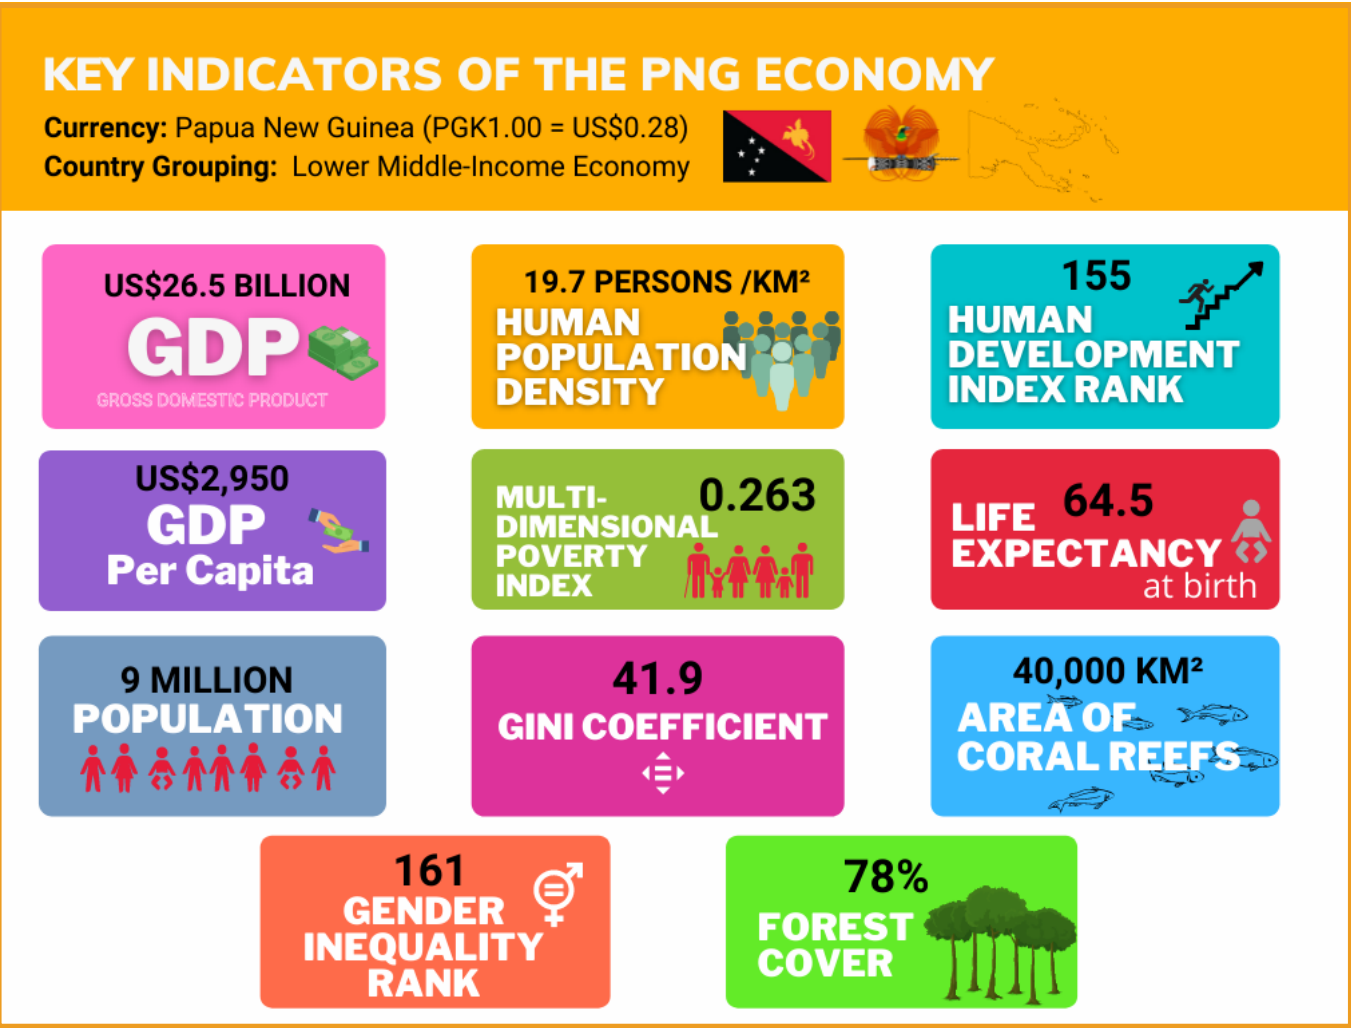 KEY INDICATORS OF THE PNG ECONOMY
Currency: Papua New Guinea (PGK1.00 = US$0.28)
Country Grouping: Lower Middle-Income Economy
US$26.5 BILLION
GDP
GROSS DOMESTIC PRODUCT
19.7 PERSONS /KM²
HUMAN
POPULATION
DENSITY
155
HUMAN
DEVELOPMENT
INDEX RANK
US$2,950
GDP
Per Capita
0.263
MULTI-
DIMENSIONAL
POVERTY
INDEX
64.5
LIFE
EXPECTANCY
at birth
9 MILLION
POPULATION
41.9
GINI COEFFICIENT
40,000 KM²
AREA OF
CORAL REEFS
161
GENDER
INEQUALITY
RANK
78%
FOREST
COVER